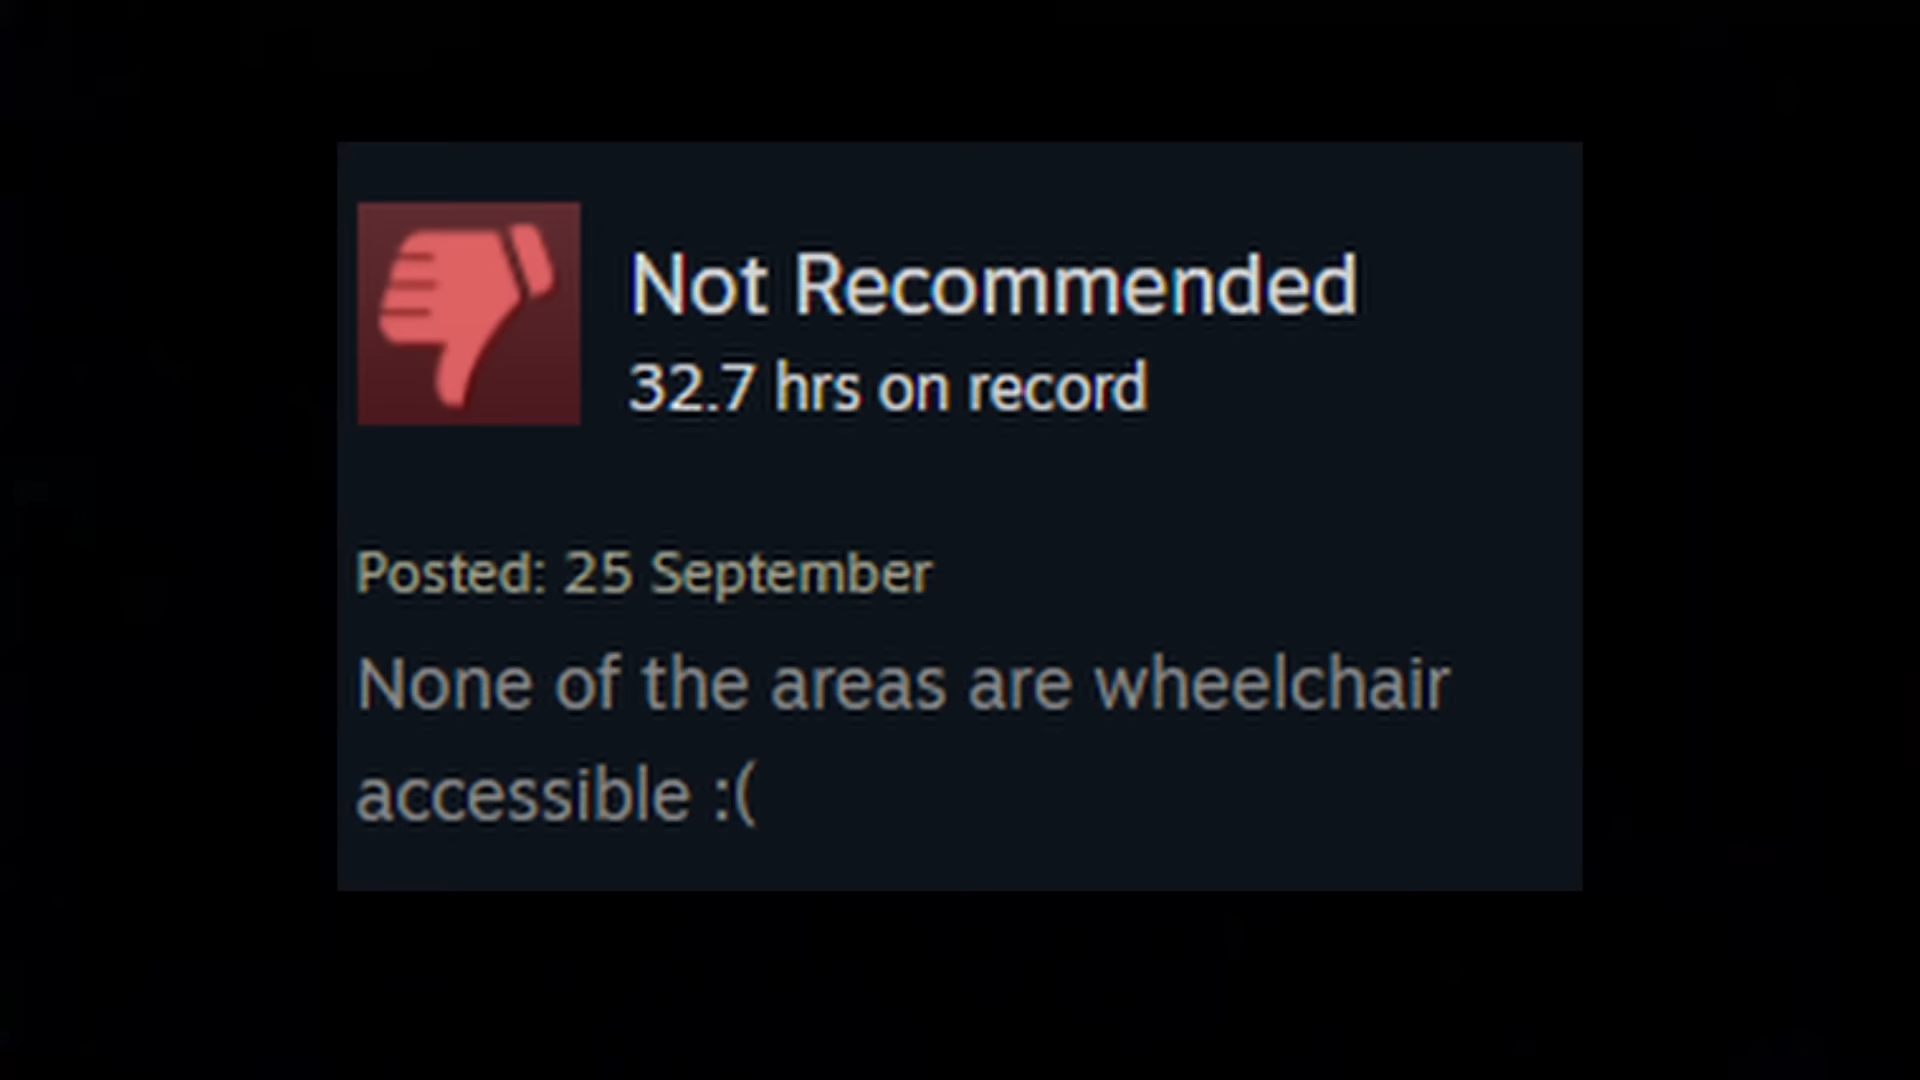 Not Recommended
32.7 hrs on record
Posted: 25 September
None of the areas are wheelchair
accessible :(